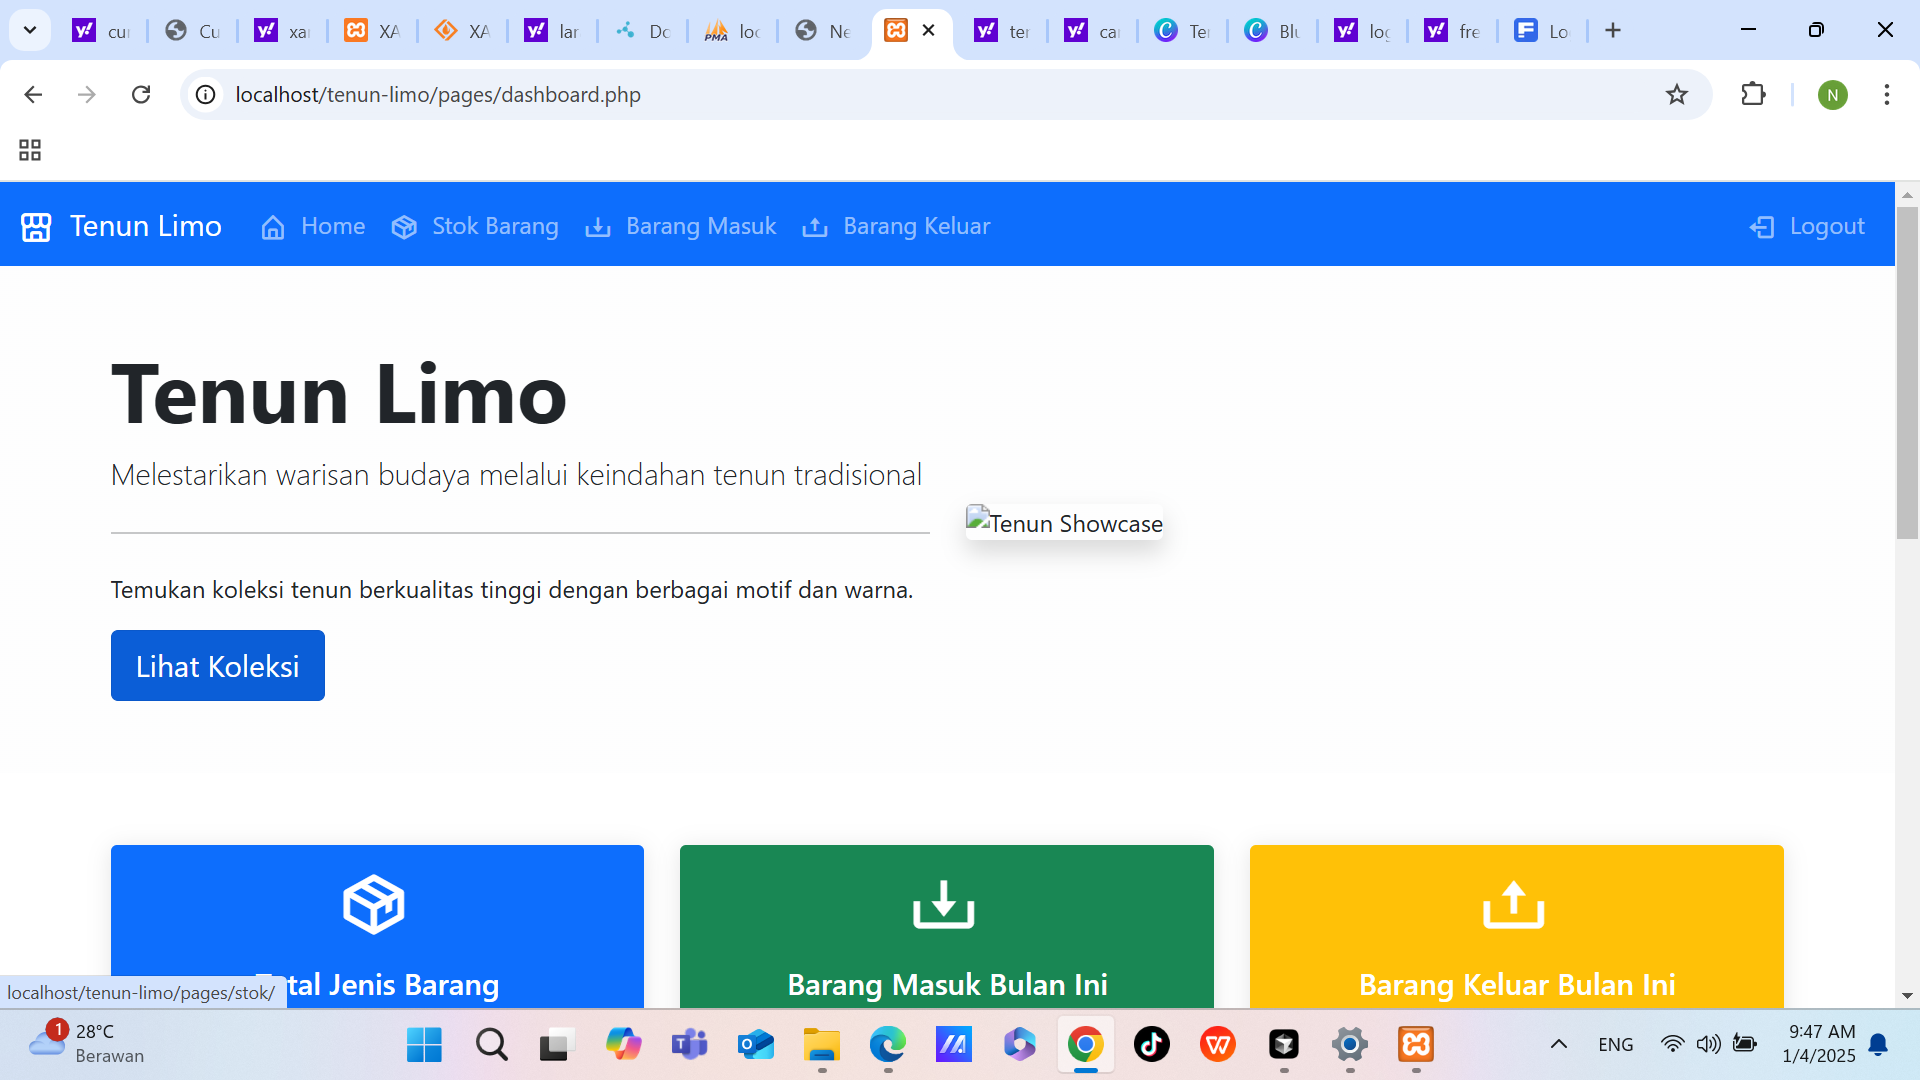 cu
Cu
xa
XA
XA
lar
Do
loc
Ne
ter
ca
Ter
Blu
log
fre
Lo
localhost/tenun-limo/pages/dashboard.php
N
Tenun Limo
Home
Stok Barang
Barang Masuk
Barang Keluar
Logout
Tenun Limo
Melestarikan warisan budaya melalui keindahan tenun tradisional
Tenun Showcase
Temukan koleksi tenun berkualitas tinggi dengan berbagai motif dan warna.
Lihat Koleksi
tal Jenis Barang
Barang Masuk Bulan Ini
Barang Keluar Bulan Ini
localhost/tenun-limo/pages/stok/
1
28°C
Berawan
ENG
9:47 AM
1/4/2025